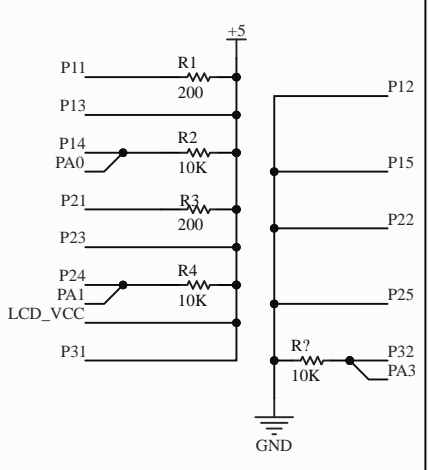 +5
P11
R1
200
P13
P14
PA0
R2
10K
P21
R3
200
P23
P24
PA1
R4
10K
LCD_VCC
P31
P12
P15
P22
P25
R?
10K
P32
PA3
GND